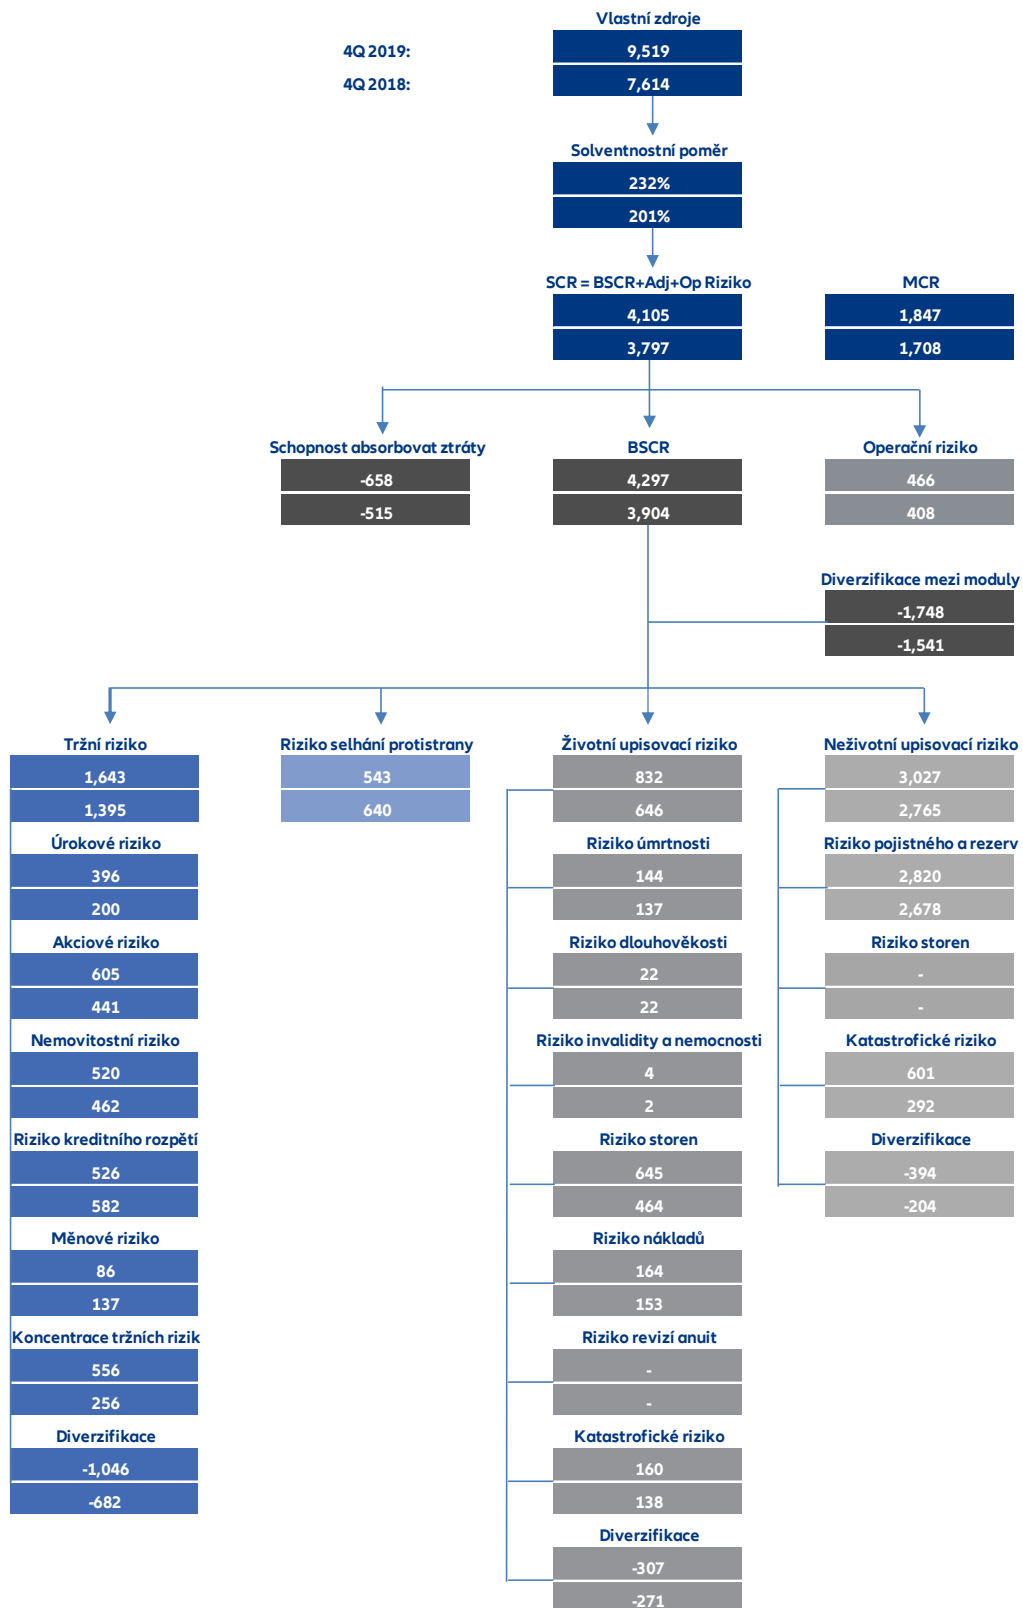 Vlastní zdroje
4Q 2019:
9,519
4Q 2018:
7,614
Solventnostní poměr
232%
201%
SCR = BSCR+Adj+Op Riziko
4,105
3,797
MCR
1,847
1,708
Schopnost absorbovat ztráty
-658
-515
BSCR
4,297
3,904
Operační riziko
466
408
Diverzifikace mezi moduly
-1,748
-1,541
Tržní riziko
1,643
1,395
Úrokové riziko
396
200
Akciové riziko
605
441
Nemovitostní riziko
520
462
Riziko kreditního rozpětí
526
582
Měnové riziko
86
137
Koncentrace tržních rizik
556
256
Diverzifikace
-1,046
-682
Riziko selhání protistrany
543
640
Životní upisovací riziko
832
646
Riziko úmrtnosti
144
137
Riziko dlouhověkosti
22
22
Riziko invalidity a nemocnosti
4
2
Riziko storen
645
464
Riziko nákladů
164
153
Riziko revizí anuit
-
-
Katastrofické riziko
160
138
Diverzifikace
-307
-271
Neživotní upisovací riziko
3,027
2,765
Riziko pojistného a rezerv
2,820
2,678
Riziko storen
-
-
Katastrofické riziko
601
292
Diverzifikace
-394
-204